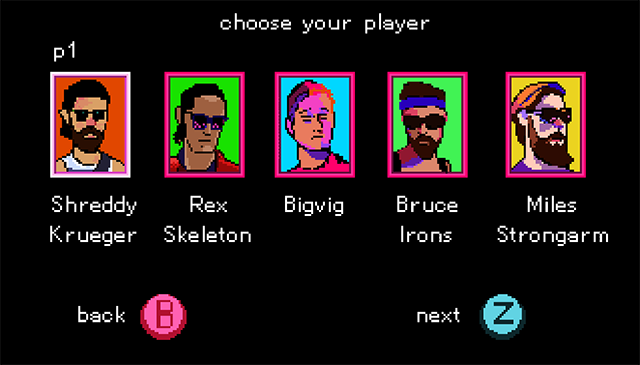 choose your player
p1
Shreddy Krueger
Rex Skeleton
Bigvig
Bruce Irons
Miles Strongarm
back B
next Z